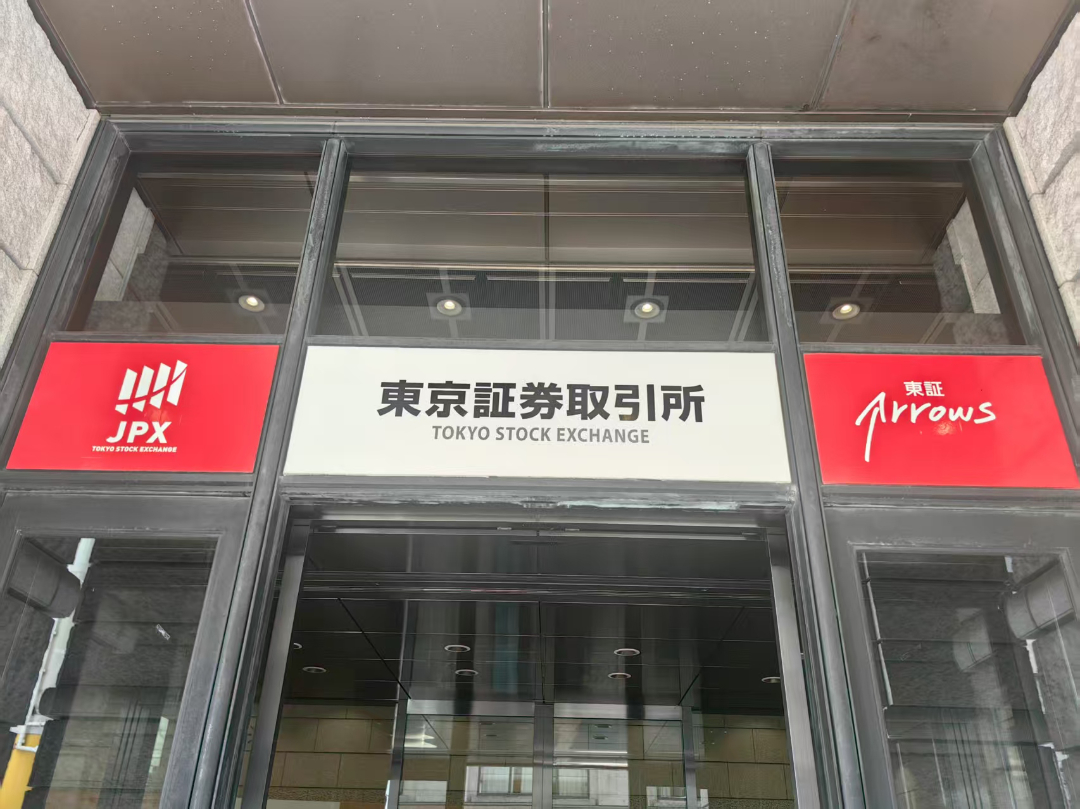 JPX
TOKYO STOCK EXCHANGE
東京証券取引所
TOKYO STOCK EXCHANGE
東証
Arrows